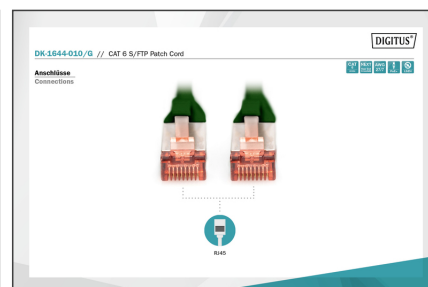 DIGITUS®
DK-1644-010/G // CAT 6 S/FTP Patch Cord
Anschlüsse
Connections
RJ45